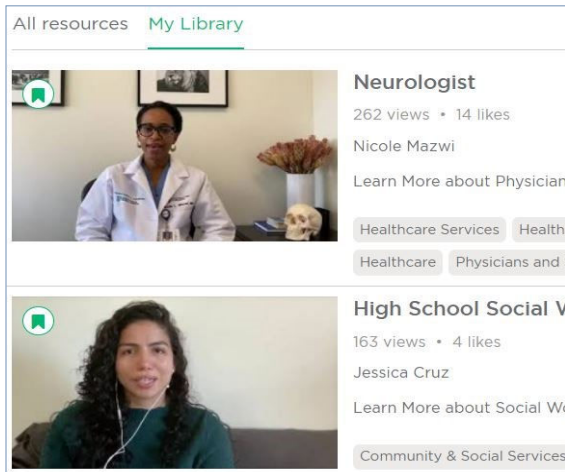 All resources My Library
Neurologist
262 views • 14 likes
Nicole Mazwi
Learn More about Physician
Healthcare Services Health
Healthcare Physicians and
High School Social
163 views • 4 likes
Jessica Cruz
Learn More about Social
Community & Social Services